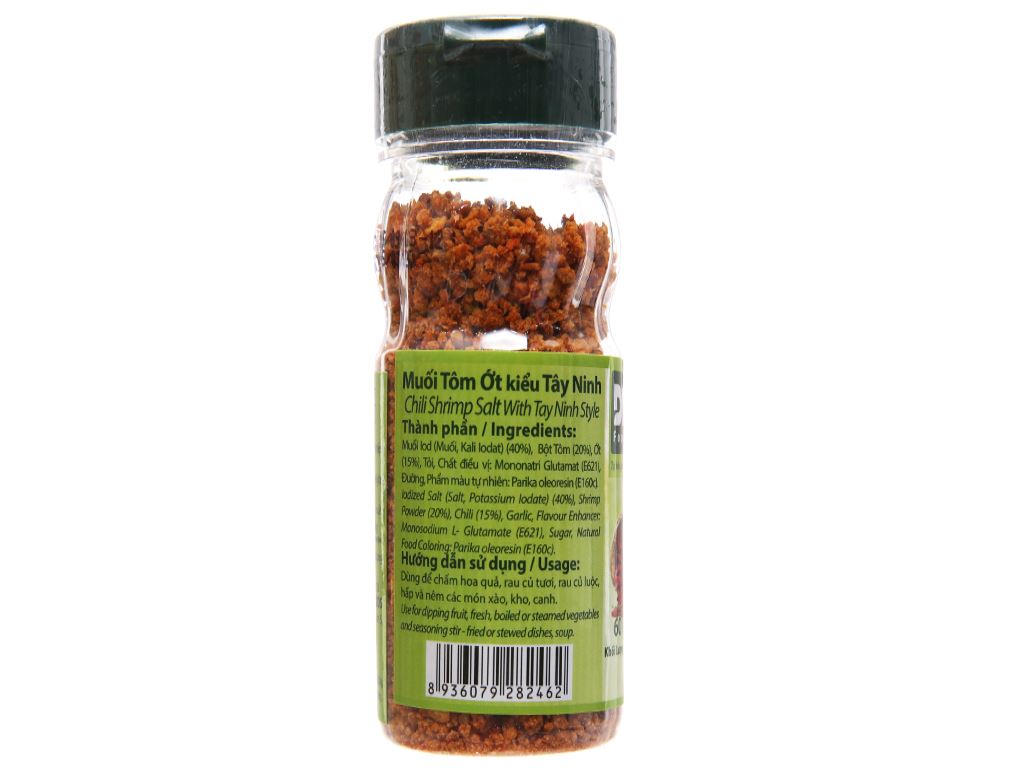 Muối Tôm Ớt kiểu Tây Ninh
Chili Shrimp Salt With Tay Ninh Style
Thành phần / Ingredients:
Muối Iod (Muối, Kali Iodat) (40%), Bột Tôm (20%), Ớt
(15%), Tỏi, Chất điều vị: Mononatri Glutamat (E621),
Đường, Phẩm màu tự nhiên: Parika oleoresin (E160c).
Iodized Salt (Salt, Potassium Iodate) (40%), Shrimp
Powder (20%), Chili (15%), Garlic, Flavour Enhancer:
Monosodium L- Glutamate (E621), Sugar, Natural
Food Coloring: Parika oleoresin (E160c).
Hướng dẫn sử dụng / Usage:
Dùng để chấm hoa quả, rau củ tươi, rau củ luộc,
hấp và nêm các món xào, kho, canh.
Use for dipping fruit, fresh, boiled or steamed vegetables
and seasoning stir - fried or stewed dishes, soup.
8 936079 282462